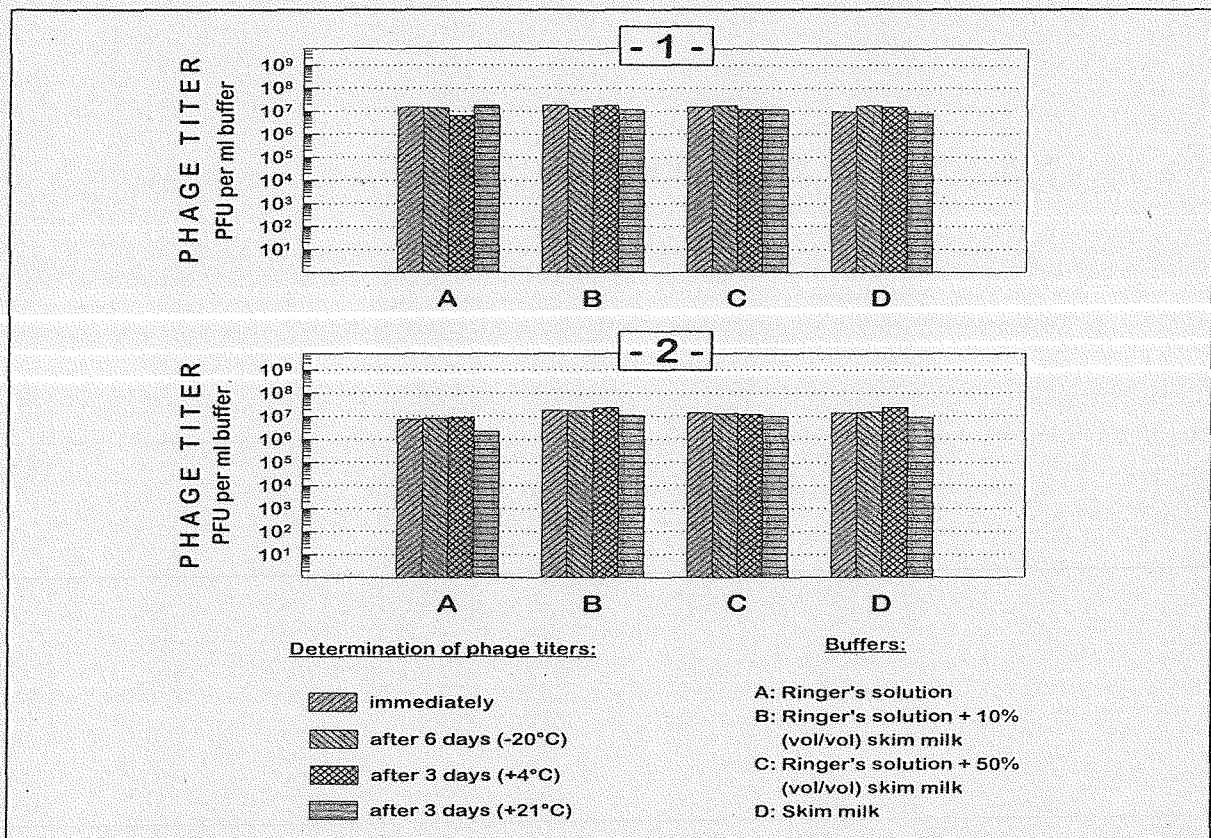 - 1 -
PHAGE TITER
PFU per ml buffer
10⁹
10⁸
10⁷
10⁶
10⁵
10⁴
10³
10²
10¹
A B C D
- 2 -
PHAGE TITER
PFU per ml buffer
10⁹
10⁸
10⁷
10⁶
10⁵
10⁴
10³
10²
10¹
A B C D
Determination of phage titers:
immediately
after 6 days (-20°C)
after 3 days (+4°C)
after 3 days (+21°C)
Buffers:
A: Ringer's solution
B: Ringer's solution + 10%
(vol/vol) skim milk
C: Ringer's solution + 50%
(vol/vol) skim milk
D: Skim milk